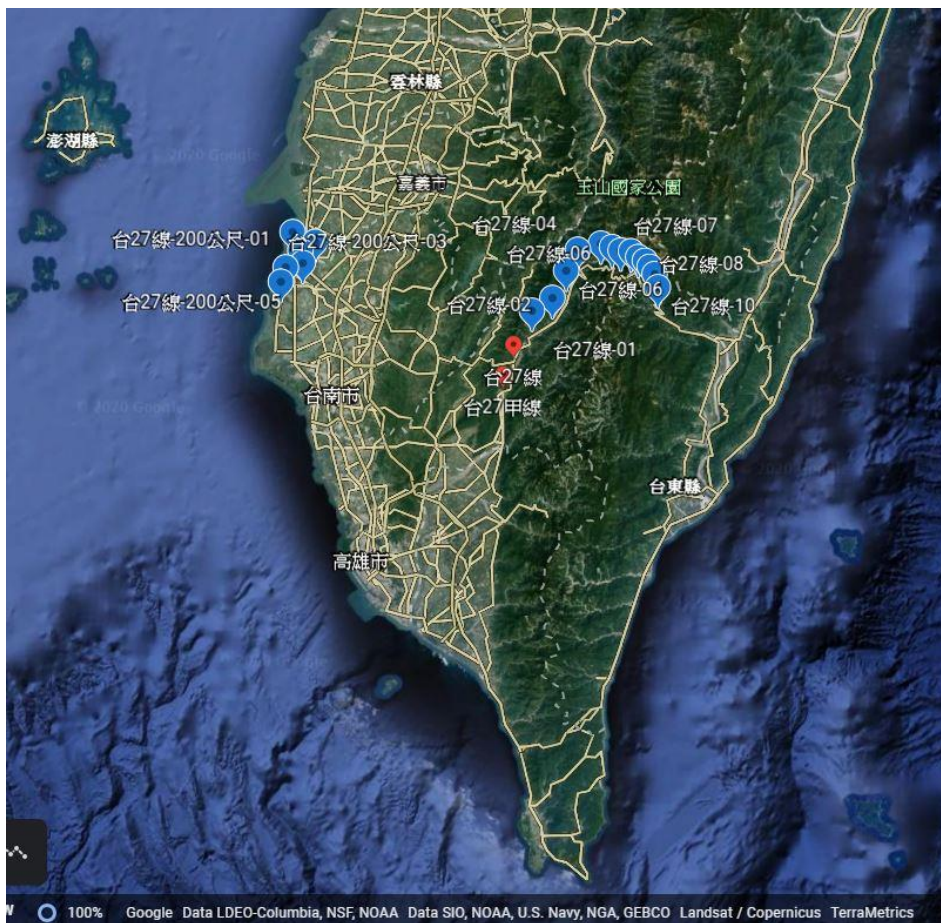 雲林縣
澎湖縣
2020 Google
嘉義市
玉山國家公園
台27線-04
台27線-07
台27線-200公尺-01
台27線-200公尺-03
台27線-06
台27線-08
台27線-06
台27線-200公尺-05
台27線-02
台27線-10
台27線-01
台27線
台南市
© 2020 Google
台27甲線
台東縣
高雄市
100%
Google Data LDEO-Columbia, NSF, NOAA Data SIO, NOAA, U.S. Navy, NGA, GEBCO Landsat / Copernicus TerraMetrics